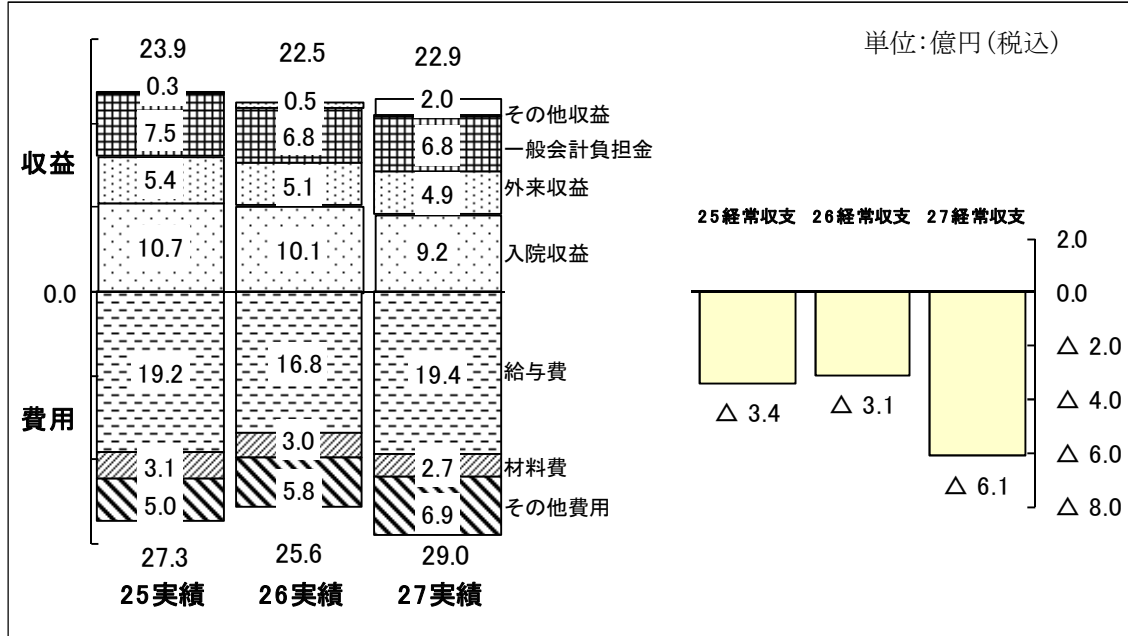 単位：億円（税込）
23.9 22.5 22.9
0.3 0.5 2.0 その他収益
7.5 6.8 6.8 一般会計負担金
収益
5.4 5.1 4.9 外来収益
10.7 10.1 9.2 入院収益
0.0
19.2 16.8 19.4 給与費
費用
3.1 3.0 2.7 材料費
5.0 5.8 6.9 その他費用
27.3 25.6 29.0
25実績 26実績 27実績
25経常収支 26経常収支 27経常収支
2.0
0.0
△ 2.0
△ 4.0
△ 6.0
△ 8.0
△ 3.4 △ 3.1 △ 6.1